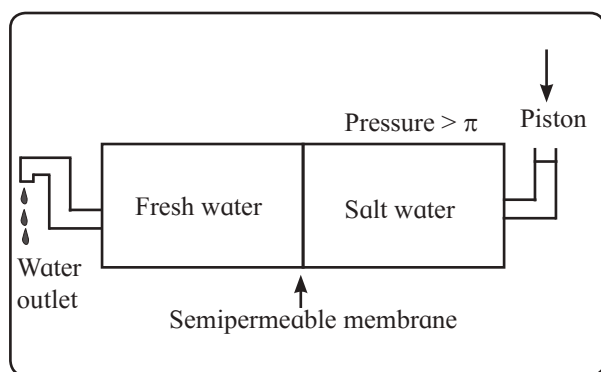 Pressure > π
Piston
Fresh water
Salt water
Water
outlet
Semipermeable membrane